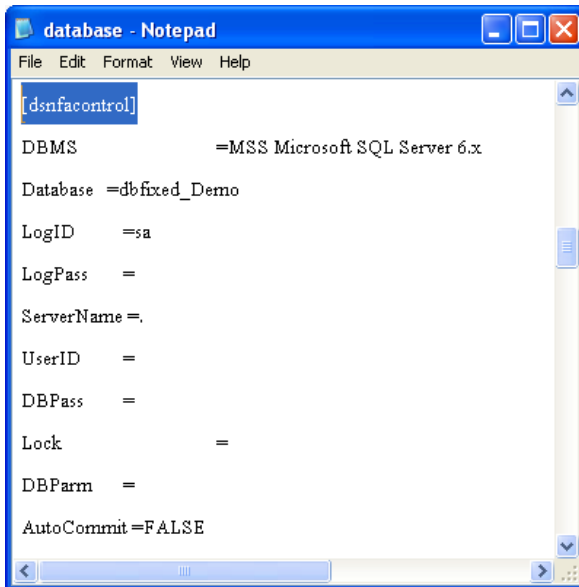 database - Notepad
File Edit Format View Help
[dsnfacontrol]
DBMS =MSS Microsoft SQL Server 6.x
Database =dbfixed_Demo
LogID =sa
LogPass =
ServerName =.
UserID =
DBPass =
Lock =
DBParm =
AutoCommit =FALSE